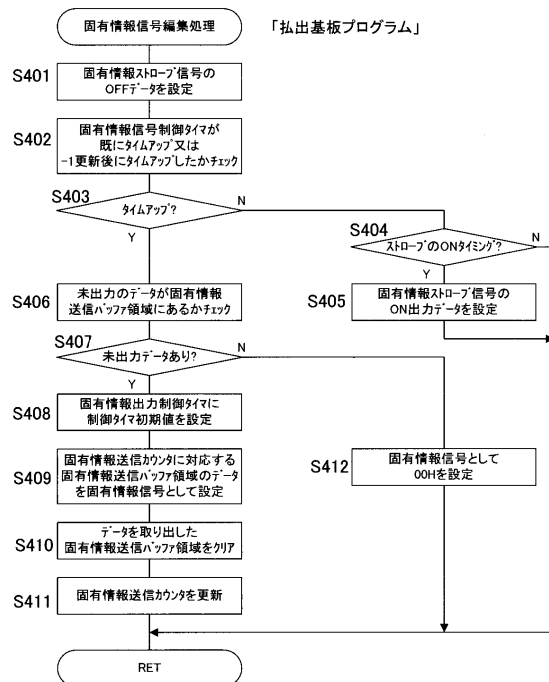 固有情報信号編集処理
「払出基板プログラム」
S401
固有情報ストローブ信号の
OFFデータを設定
S402
固有情報信号制御タイマが
既にタイムアップ又は
-1更新後にタイムアップしたかチェック
S403
タイムアップ?
N
Y
S404
ストローブのONタイミング?
N
Y
S405
固有情報ストローブ信号の
ON出力データを設定
S406
未出力のデータが固有情報
送信バッファ領域にあるかチェック
S407
未出力データあり?
N
Y
S408
固有情報出力制御タイマに
制御タイマ初期値を設定
S409
固有情報送信カウンタに対応する
固有情報送信バッファ領域のデータ
を固有情報信号として設定
S412
固有情報信号として
00Hを設定
S410
データを取り出した
固有情報送信バッファ領域をクリア
S411
固有情報送信カウンタを更新
RET